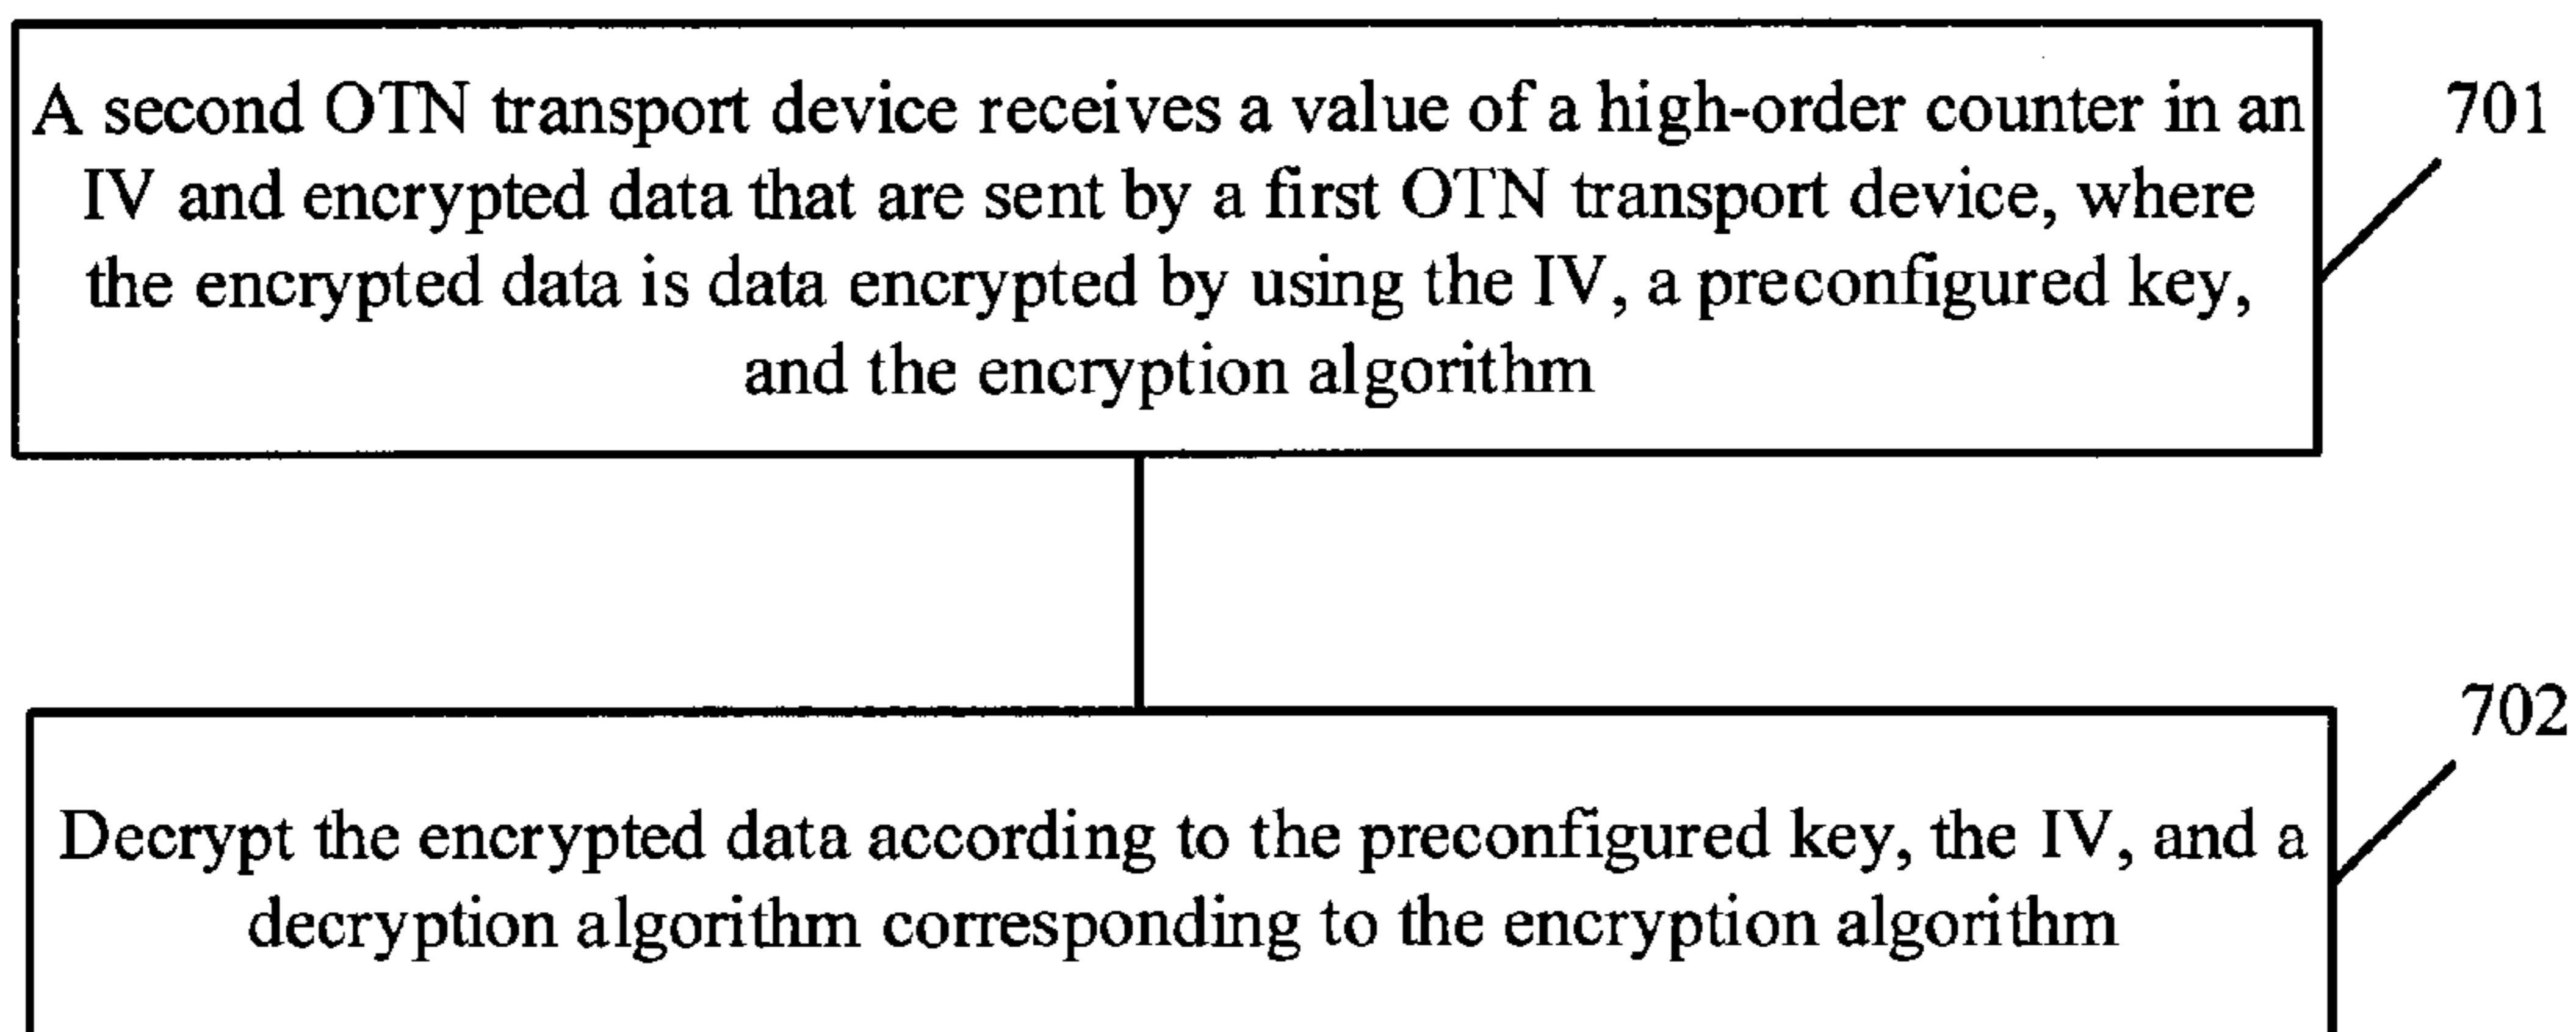 A second OTN transport device receives a value of a high-order counter in an
IV and encrypted data that are sent by a first OTN transport device, where
the encrypted data is data encrypted by using the IV, a preconfigured key,
and the encryption algorithm
701
702
Decrypt the encrypted data according to the preconfigured key, the IV, and a
decryption algorithm corresponding to the encryption algorithm